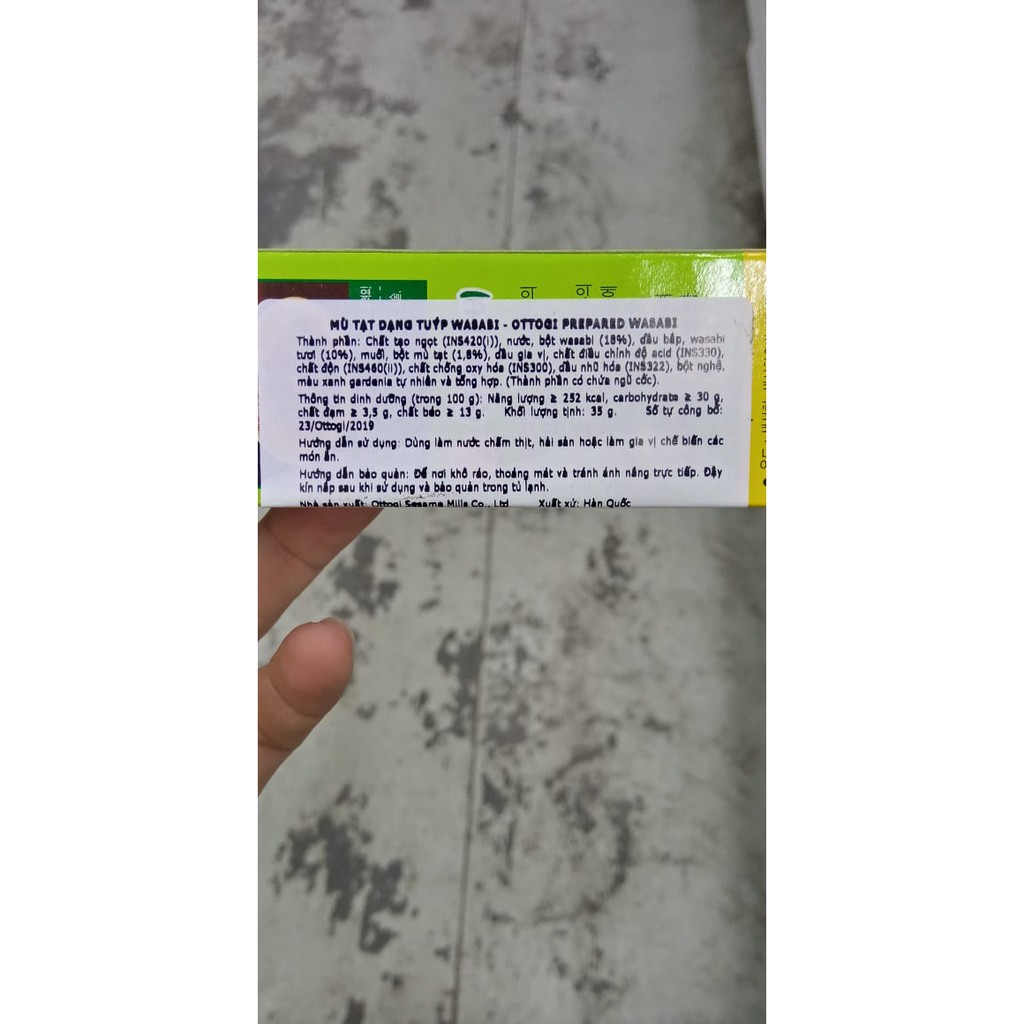 MÙ TẠT DẠNG TUÝP WASABI - OTTOGI PREPARED WASABI
Thành phần: Chất tạo ngọt (INS420(i)), nước, bột wasabi (18%), dầu bắp, wasabi
tươi (10%), muối, bột mù tạt (1,8%), dầu gia vị, chất điều chỉnh độ acid (INS330),
chất độn (INS460(ii)), chất chống oxy hóa (INS300), dầu nhũ hóa (INS322), bột nghệ,
màu xanh gardenia tự nhiên và tổng hợp. (Thành phần có chứa ngũ cốc).
Thông tin dinh dưỡng (trong 100 g): Năng lượng ≥ 252 kcal, carbohydrate ≥ 30 g,
chất đạm ≥ 3,5 g, chất béo ≥ 13 g. Khối lượng tịnh: 35 g. Số tự công bố:
23/Ottogi/2019
Hướng dẫn sử dụng: Dùng làm nước chấm thịt, hải sản hoặc làm gia vị chế biến các
món ăn.
Hướng dẫn bảo quản: Để nơi khô ráo, thoáng mát và tránh ánh nắng trực tiếp. Đậy
kín nắp sau khi sử dụng và bảo quản trong tủ lạnh.
Nhà sản xuất: Ottogi Sesame Mills Co., Ltd Xuất xứ: Hàn Quốc